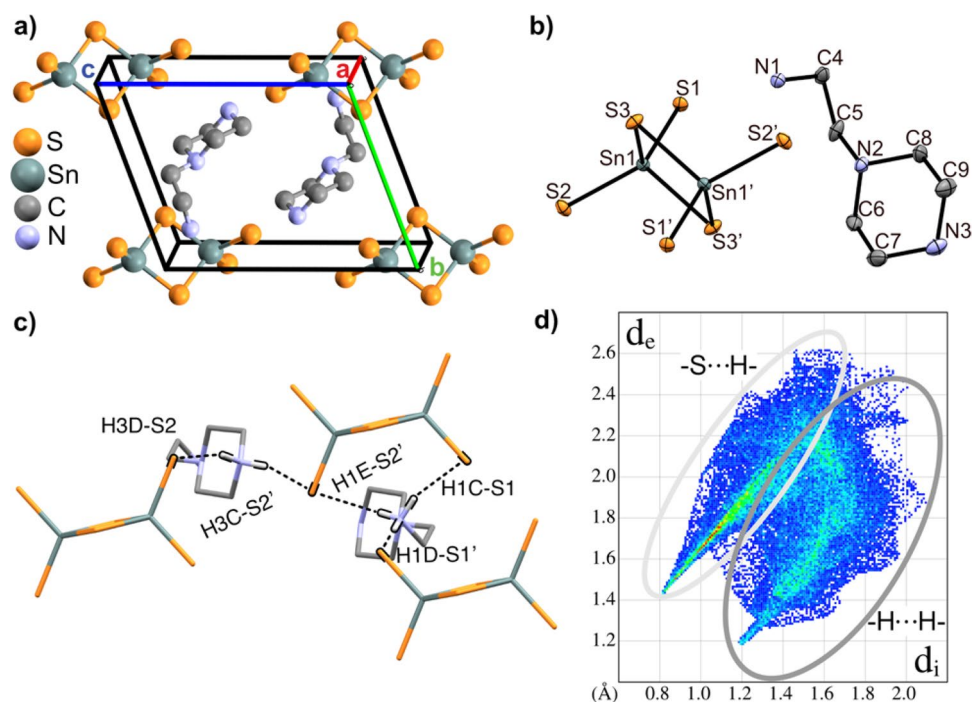 a)
c
a
b
S
Sn
C
N
b)
N1
C4
S1
S3
C5
S2'
C8
Sn1
N2
C9
Sn1'
S2
C6
S1'
S3'
N3
C7
c)
H3D-S2
H1E-S2'
H3C-S2'
H1C-S1
H1D-S1'
d)
de
2.6
-S···H-
2.4
2.2
2.0
1.8
1.6
1.4
-H···H-
1.2
di
(Å) 0.8 1.0 1.2 1.4 1.6 1.8 2.0